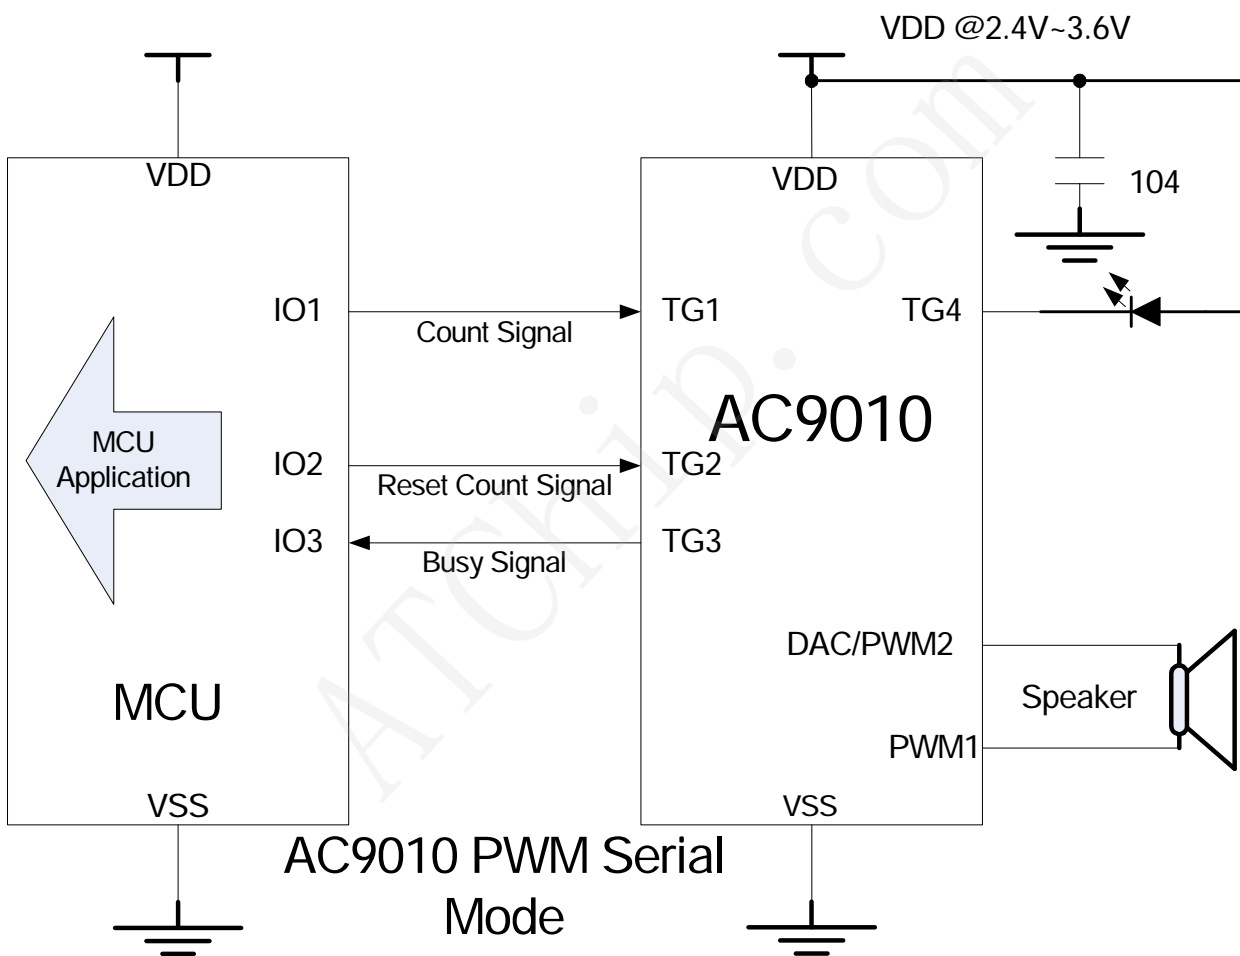 VDD @2.4V~3.6V
VDD
VDD
104
IO1
Count Signal
TG1
TG4
AC9010
MCU
Application
IO2
Reset Count Signal
TG2
IO3
Busy Signal
TG3
DAC/PWM2
MCU
Speaker
PWM1
VSS
VSS
AC9010 PWM Serial
Mode
ATChip.com